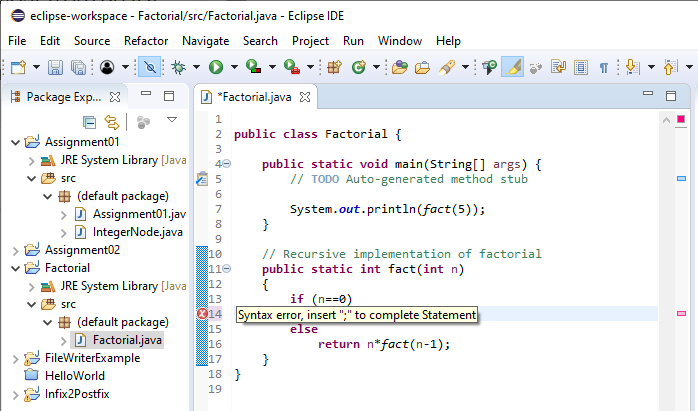 eclipse-workspace - Factorial/src/Factorial.java - Eclipse IDE
File Edit Source Refactor Navigate Search Project Run Window Help
Package Exp...
*Factorial.java
Assignment01
JRE System Library [Java
src
(default package)
Assignment01.jav
IntegerNode.java
Assignment02
Factorial
JRE System Library [Java
src
(default package)
Factorial.java
FileWriterExample
HelloWorld
Infix2Postfix
1
2 public class Factorial {
3
4 public static void main(String[] args) {
5 // TODO Auto-generated method stub
6
7 System.out.println(fact(5));
8 }
9
10 // Recursive implementation of factorial
11 public static int fact(int n)
12 {
13 if (n==0)
14 Syntax error, insert ";" to complete Statement
15 else
16 return n*fact(n-1);
17 }
18 }
19